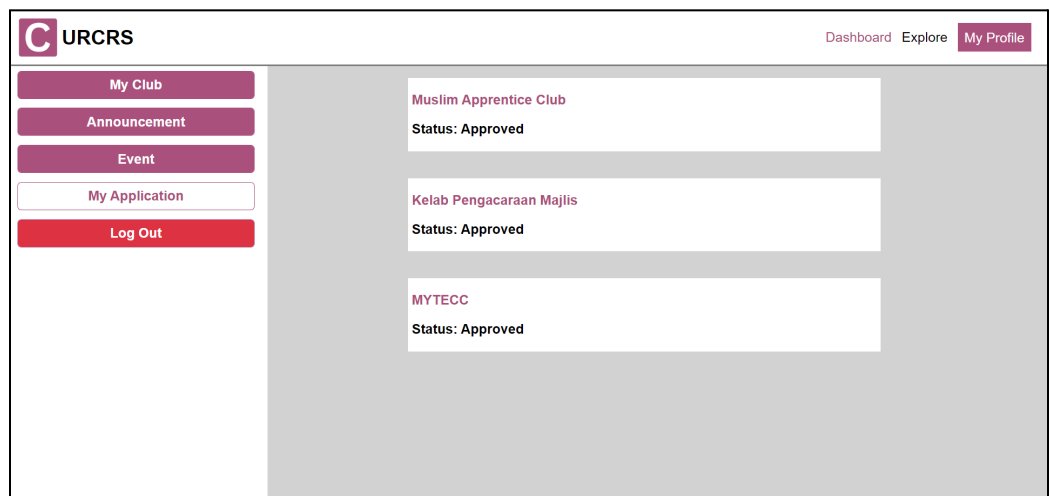 C URCRS
Dashboard Explore My Profile
My Club
Announcement
Event
My Application
Log Out
Muslim Apprentice Club
Status: Approved
Kelab Pengacaraan Majlis
Status: Approved
MYTECC
Status: Approved